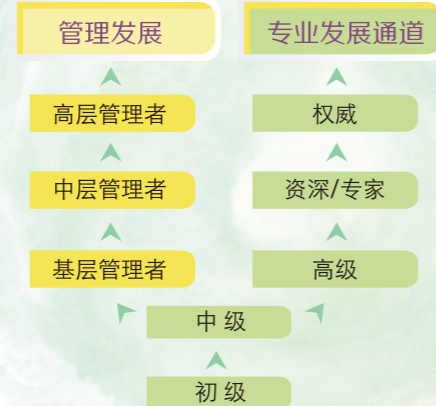 管理发展 专业发展通道
高层管理者 权威
中层管理者 资深/专家
基层管理者 高级
中级
初级